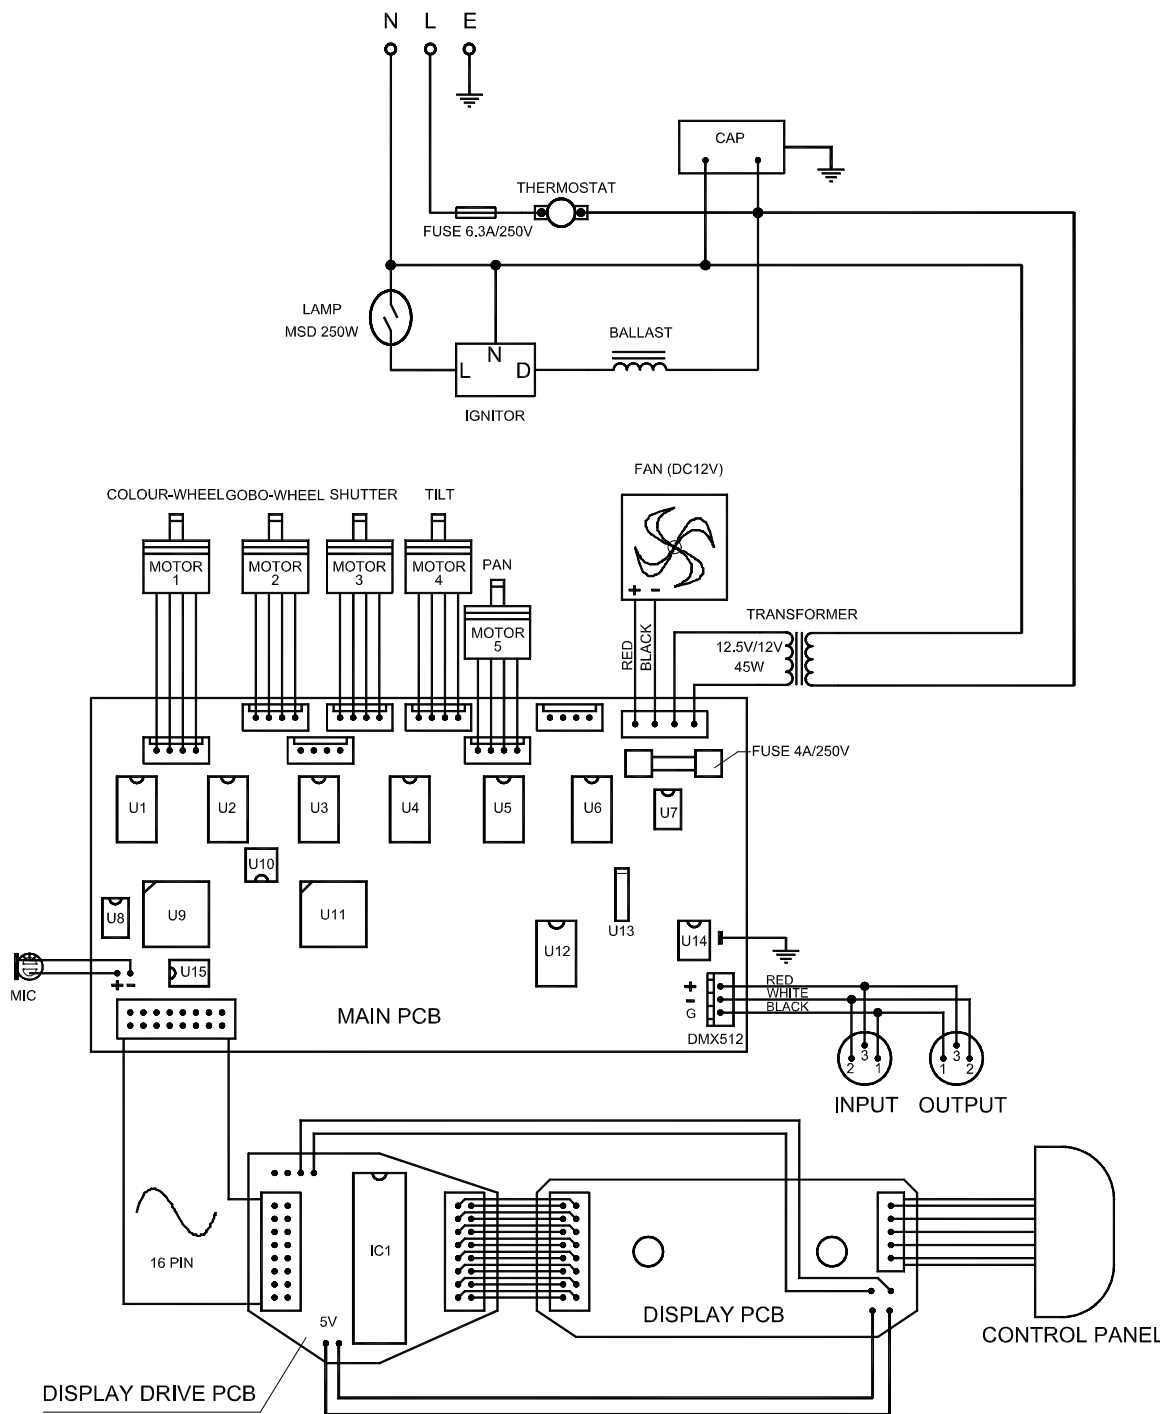 N L E
CAP
THERMOSTAT
FUSE 6.3A/250V
LAMP
MSD 250W
BALLAST
L N D
IGNITOR
FAN (DC12V)
COLOUR-WHEEL GOBO-WHEEL SHUTTER TILT
MOTOR
1
MOTOR
2
MOTOR
3
MOTOR
4
PAN
MOTOR
5
+ -
RED
BLACK
TRANSFORMER
12.5V/12V
45W
FUSE 4A/250V
U1 U2 U3 U4 U5 U6 U7
U10
U8 U9 U11 U13
U12 U14
U15
MIC
+ -
MAIN PCB
+ RED
- WHITE
G BLACK
DMX512
2 3 1
1 3 2
INPUT OUTPUT
16 PIN
IC1
5V
DISPLAY PCB
CONTROL PANEL
DISPLAY DRIVE PCB